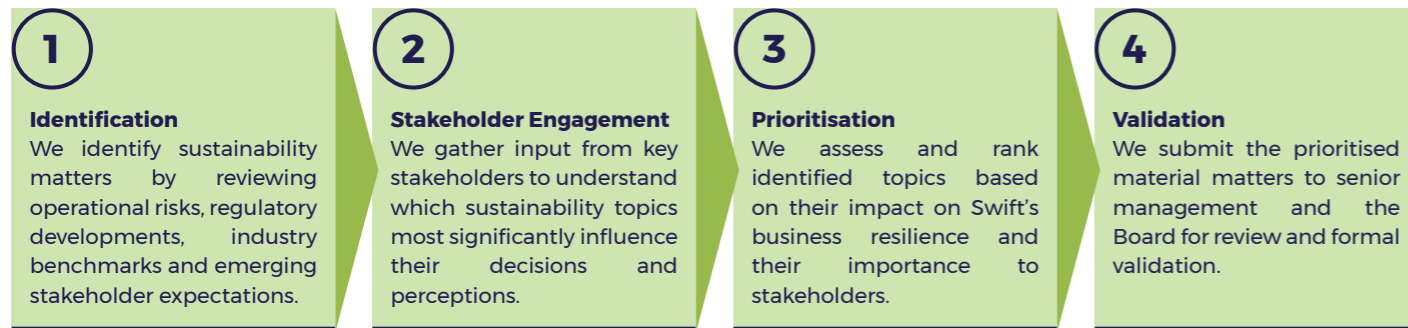 1
Identification
We identify sustainability
matters by reviewing
operational risks, regulatory
developments, industry
benchmarks and emerging
stakeholder expectations.
2
Stakeholder Engagement
We gather input from key
stakeholders to understand
which sustainability topics
most significantly influence
their decisions and
perceptions.
3
Prioritisation
We assess and rank
identified topics based
on their impact on Swift's
business resilience and
their importance to
stakeholders.
4
Validation
We submit the prioritised
material matters to senior
management and the
Board for review and formal
validation.